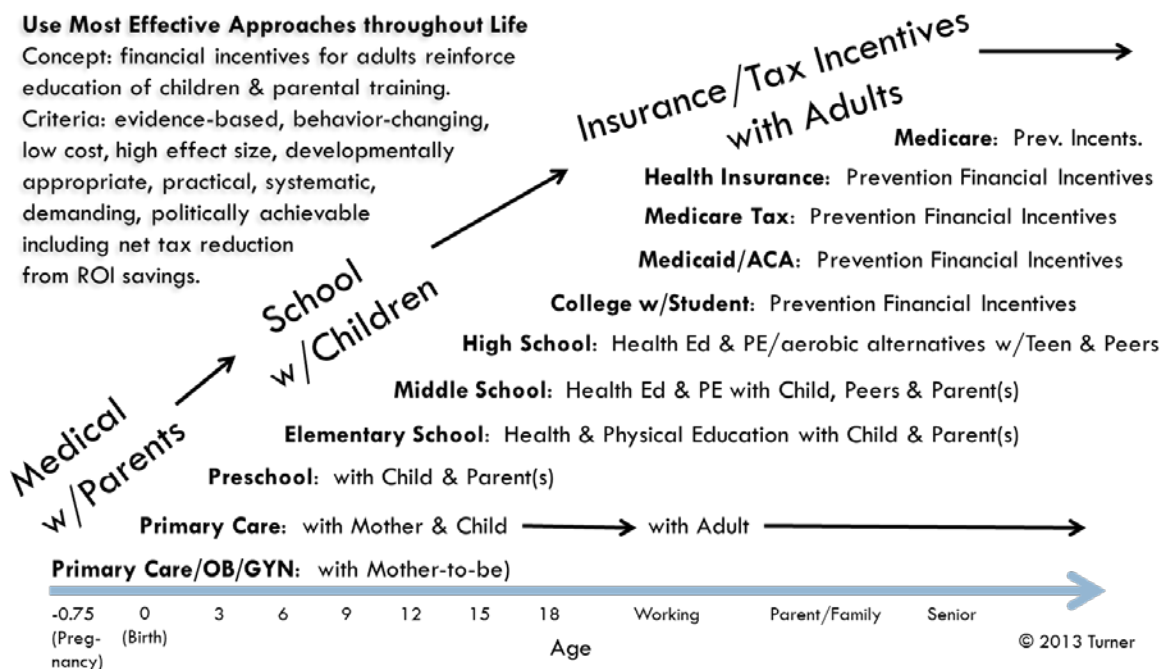 Use Most Effective Approaches throughout Life
Concept: financial incentives for adults reinforce
education of children & parental training.
Criteria: evidence-based, behavior-changing,
low cost, high effect size, developmentally
appropriate, practical, systematic,
demanding, politically achievable
including net tax reduction
from ROI savings.
Insurance/Tax Incentives
with Adults
Medicare: Prev. Incents.
Health Insurance: Prevention Financial Incentives
Medicare Tax: Prevention Financial Incentives
Medicaid/ACA: Prevention Financial Incentives
School
w/Children
College w/Student: Prevention Financial Incentives
High School: Health Ed & PE/aerobic alternatives w/Teen & Peers
Middle School: Health Ed & PE with Child, Peers & Parent(s)
Medical
w/Parents
Elementary School: Health & Physical Education with Child & Parent(s)
Preschool: with Child & Parent(s)
Primary Care: with Mother & Child with Adult
Primary Care/OB/GYN: with Mother-to-be)
-0.75 0 3 6 9 12 15 18 Working Parent/Family Senior
(Preg- (Birth)
nancy)
Age
© 2013 Turner